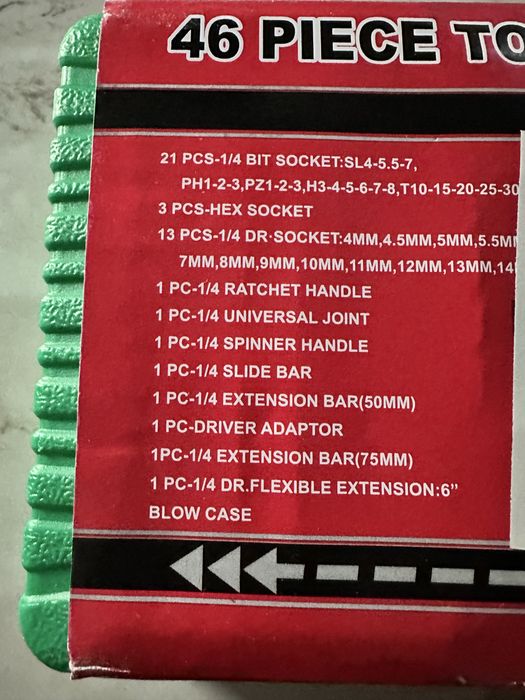 46 PIECE TO
21 PCS-1/4 BIT SOCKET:SL4-5.5-7,
PH1-2-3,PZ1-2-3,H3-4-5-6-7-8,T10-15-20-25-30
3 PCS-HEX SOCKET
13 PCS-1/4 DR·SOCKET:4MM,4.5MM,5MM,5.5M
7MM,8MM,9MM,10MM,11MM,12MM,13MM,14
1 PC-1/4 RATCHET HANDLE
1 PC-1/4 UNIVERSAL JOINT
1 PC-1/4 SPINNER HANDLE
1 PC-1/4 SLIDE BAR
1 PC-1/4 EXTENSION BAR(50MM)
1 PC-DRIVER ADAPTOR
1PC-1/4 EXTENSION BAR(75MM)
1 PC-1/4 DR.FLEXIBLE EXTENSION:6”
BLOW CASE